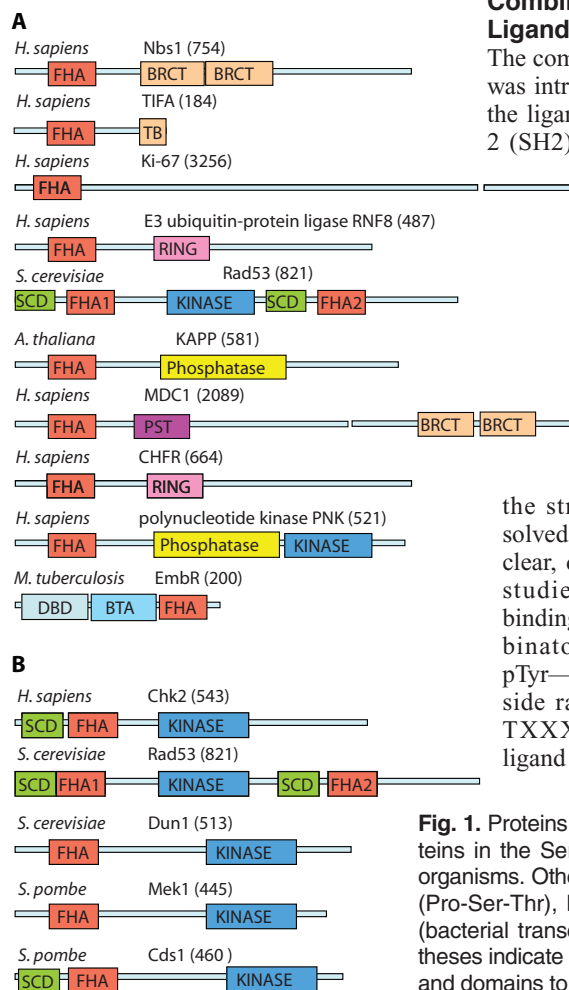 A
H. sapiens Nbs1 (754)
FHA BRCT BRCT
H. sapiens TIFA (184)
FHA TB
H. sapiens Ki-67 (3256)
FHA
H. sapiens E3 ubiquitin-protein ligase RNF8 (487)
FHA RING
S. cerevisiae Rad53 (821)
SCD FHA1 KINASE SCD FHA2
A. thaliana KAPP (581)
FHA Phosphatase
H. sapiens MDC1 (2089)
FHA PST BRCT BRCT
H. sapiens CHFR (664)
FHA RING
H. sapiens polynucleotide kinase PNK (521)
FHA Phosphatase KINASE
M. tuberculosis EmbR (200)
DBD BTA FHA
B
H. sapiens Chk2 (543)
SCD FHA KINASE
S. cerevisiae Rad53 (821)
SCD FHA1 KINASE SCD FHA2
S. cerevisiae Dun1 (513)
FHA KINASE
S. pombe Mek1 (445)
FHA KINASE
S. pombe Cds1 (460 )
SCD FHA KINASE
Ligand
The com
was intr
the ligan
2 (SH2)
the str
solved
clear, c
studie
binding
binato
pTyr—
side ra
TXXX
ligand
Fig. 1. Proteins
teins in the Ser
organisms. Othe
(Pro-Ser-Thr),
(bacterial transc
theses indicate
and domains to